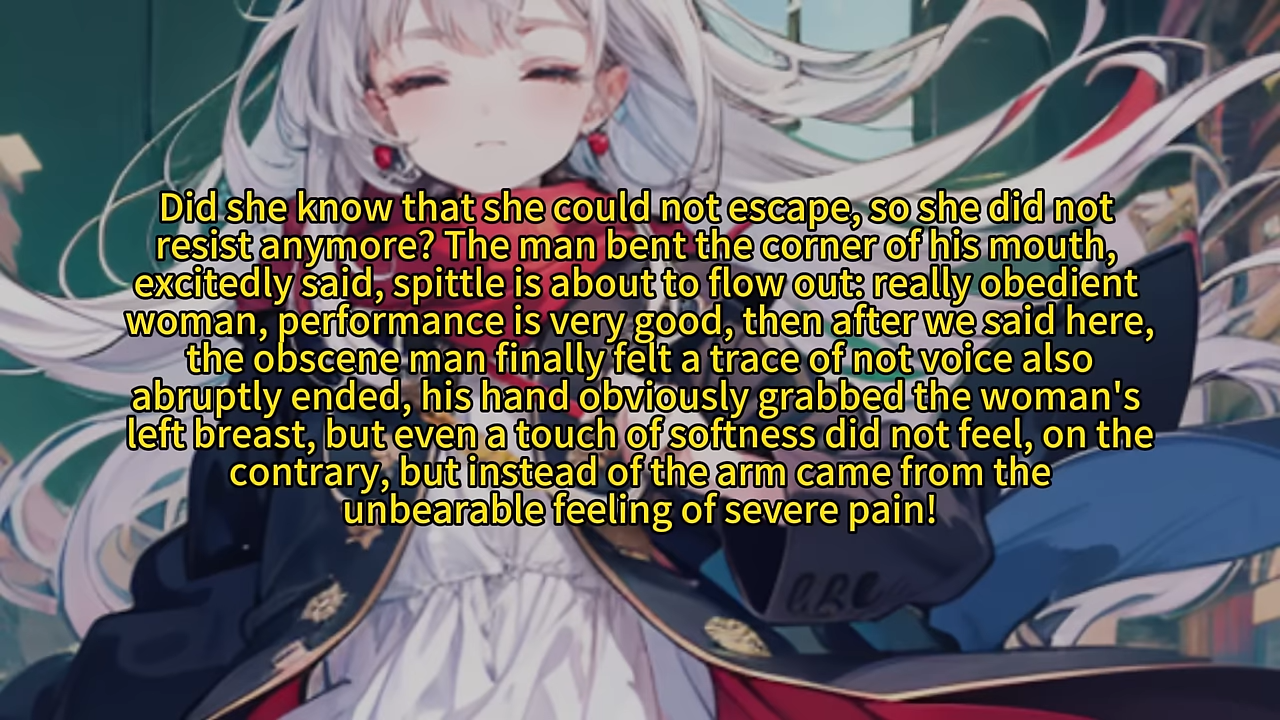 Did she know that she could not escape, so she did not
resist anymore? The man bent the corner of his mouth,
excitedly said, spittle is about to flow out: really obedient
woman, performance is very good, then after we said here,
the obscene man finally felt a trace of not voice also
abruptly ended, his hand obviously grabbed the woman's
left breast, but even a touch of softness did not feel, on the
contrary, but instead of the arm came from the
unbearable feeling of severe pain!